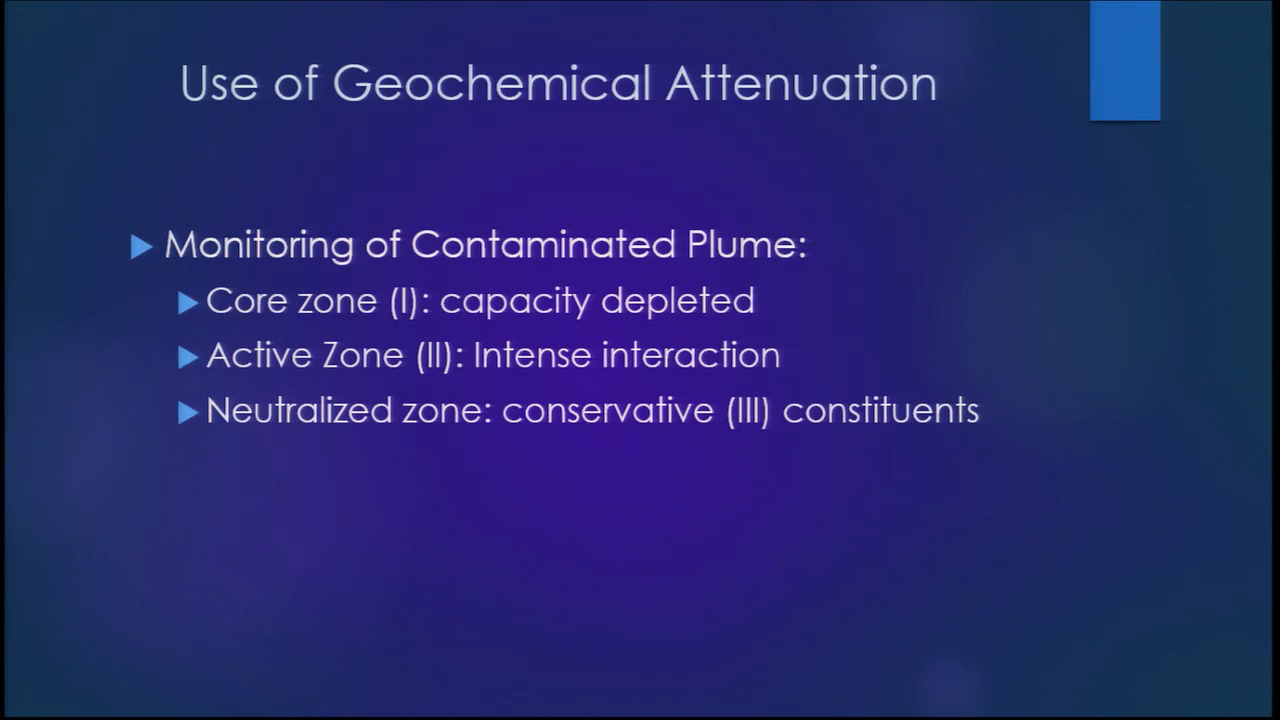 Use of Geochemical Attenuation
Monitoring of Contaminated Plume:
Core zone (I): capacity depleted
Active Zone (II): Intense interaction
Neutralized zone: conservative (III) constituents